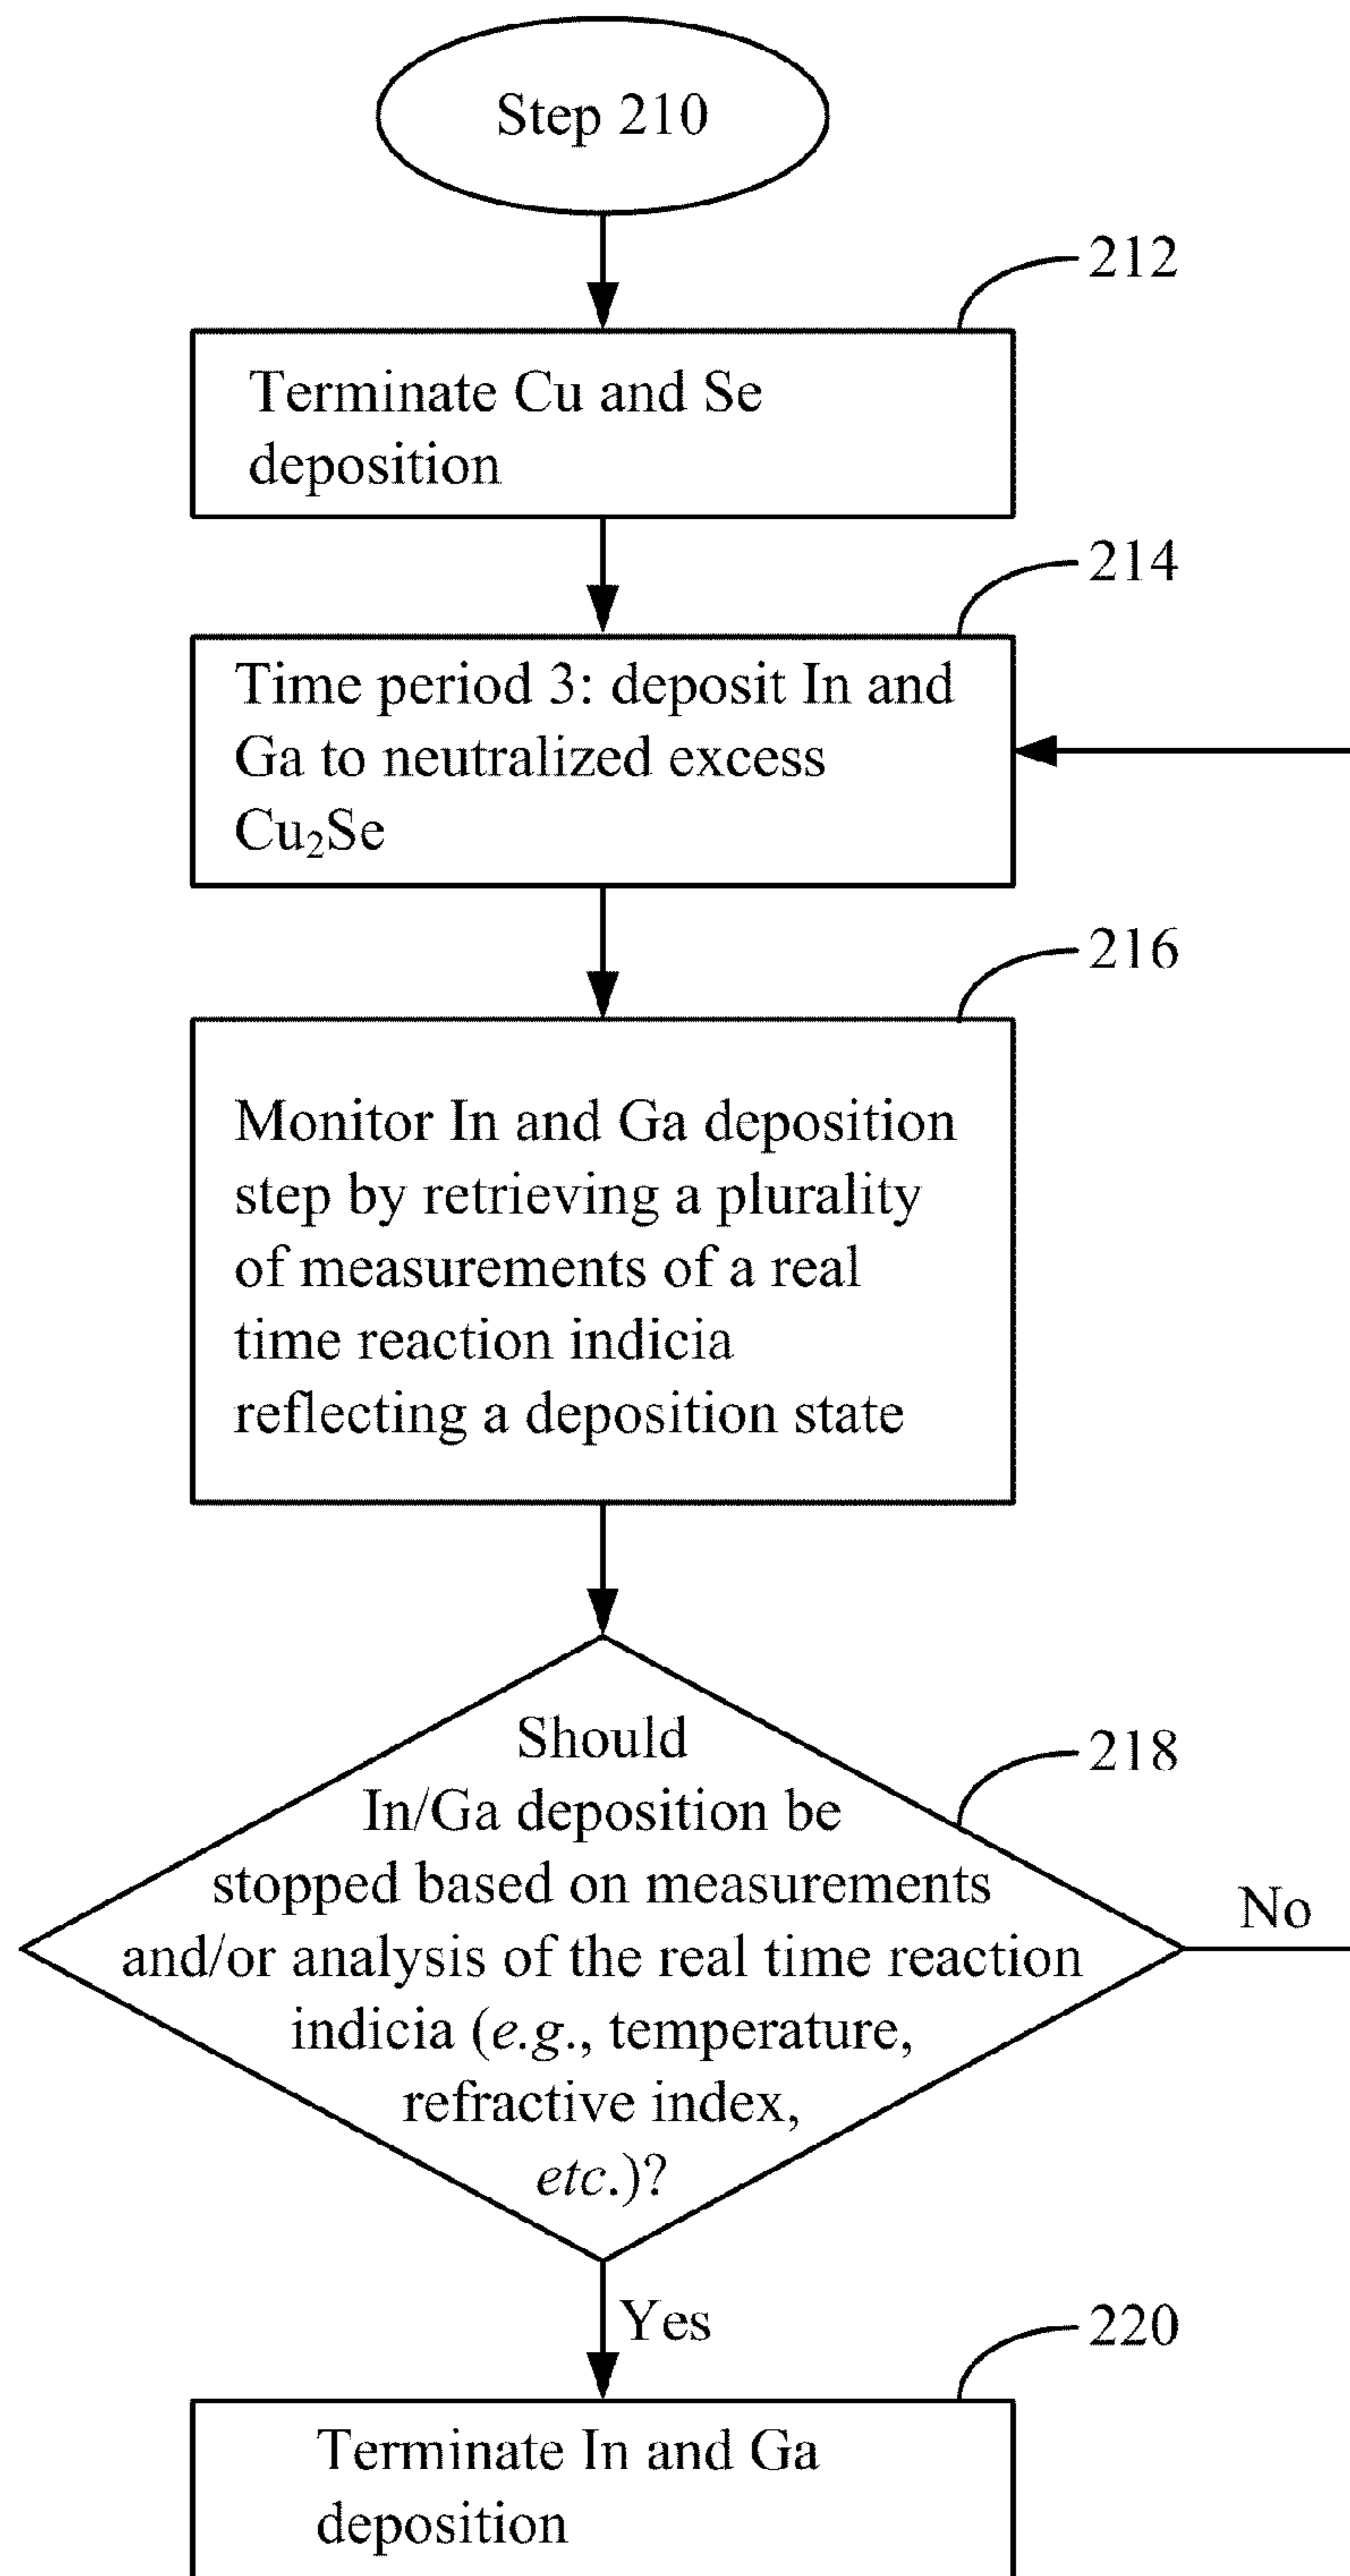 Step 210
212
Terminate Cu and Se
deposition
214
Time period 3: deposit In and
Ga to neutralized excess
Cu₂Se
216
Monitor In and Ga deposition
step by retrieving a plurality
of measurements of a real
time reaction indicia
reflecting a deposition state
218
Should
In/Ga deposition be
stopped based on measurements
and/or analysis of the real time reaction
indicia (e.g., temperature,
refractive index,
etc.)?
No
Yes
220
Terminate In and Ga
deposition